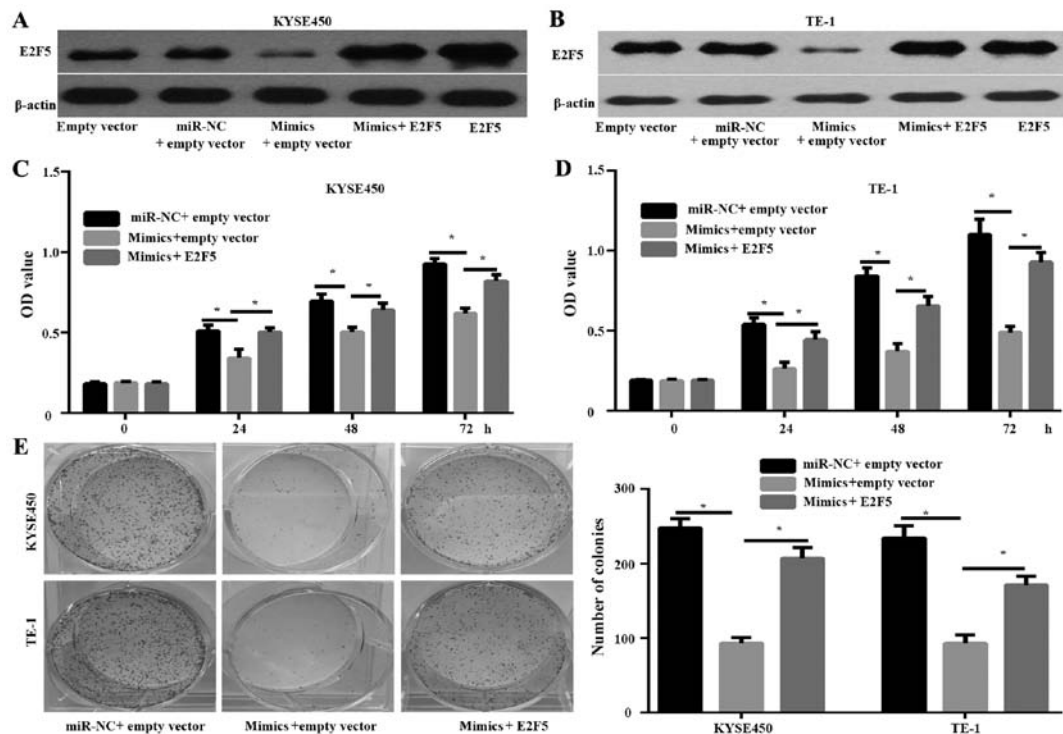 A
KYSE450
E2F5
β-actin
Empty vector
miR-NC
+ empty vector
Mimics
+ empty vector
Mimics+ E2F5
E2F5
B
TE-1
E2F5
β-actin
Empty vector
miR-NC
+ empty vector
Mimics
+ empty vector
Mimics+ E2F5
E2F5
C
KYSE450
miR-NC+ empty vector
Mimics+empty vector
Mimics+ E2F5
OD value
1.5
1.0
0.5
0
* * * * * *
0 24 48 72 h
D
TE-1
miR-NC+ empty vector
Mimics+empty vector
Mimics+ E2F5
OD value
1.5
1.0
0.5
0
* * * * * *
0 24 48 72 h
E
KYSE450
TE-1
miR-NC+ empty vector
Mimics+empty vector
Mimics+ E2F5
miR-NC+ empty vector
Mimics+empty vector
Mimics+ E2F5
Number of colonies
300
200
100
0
* * * *
KYSE450 TE-1